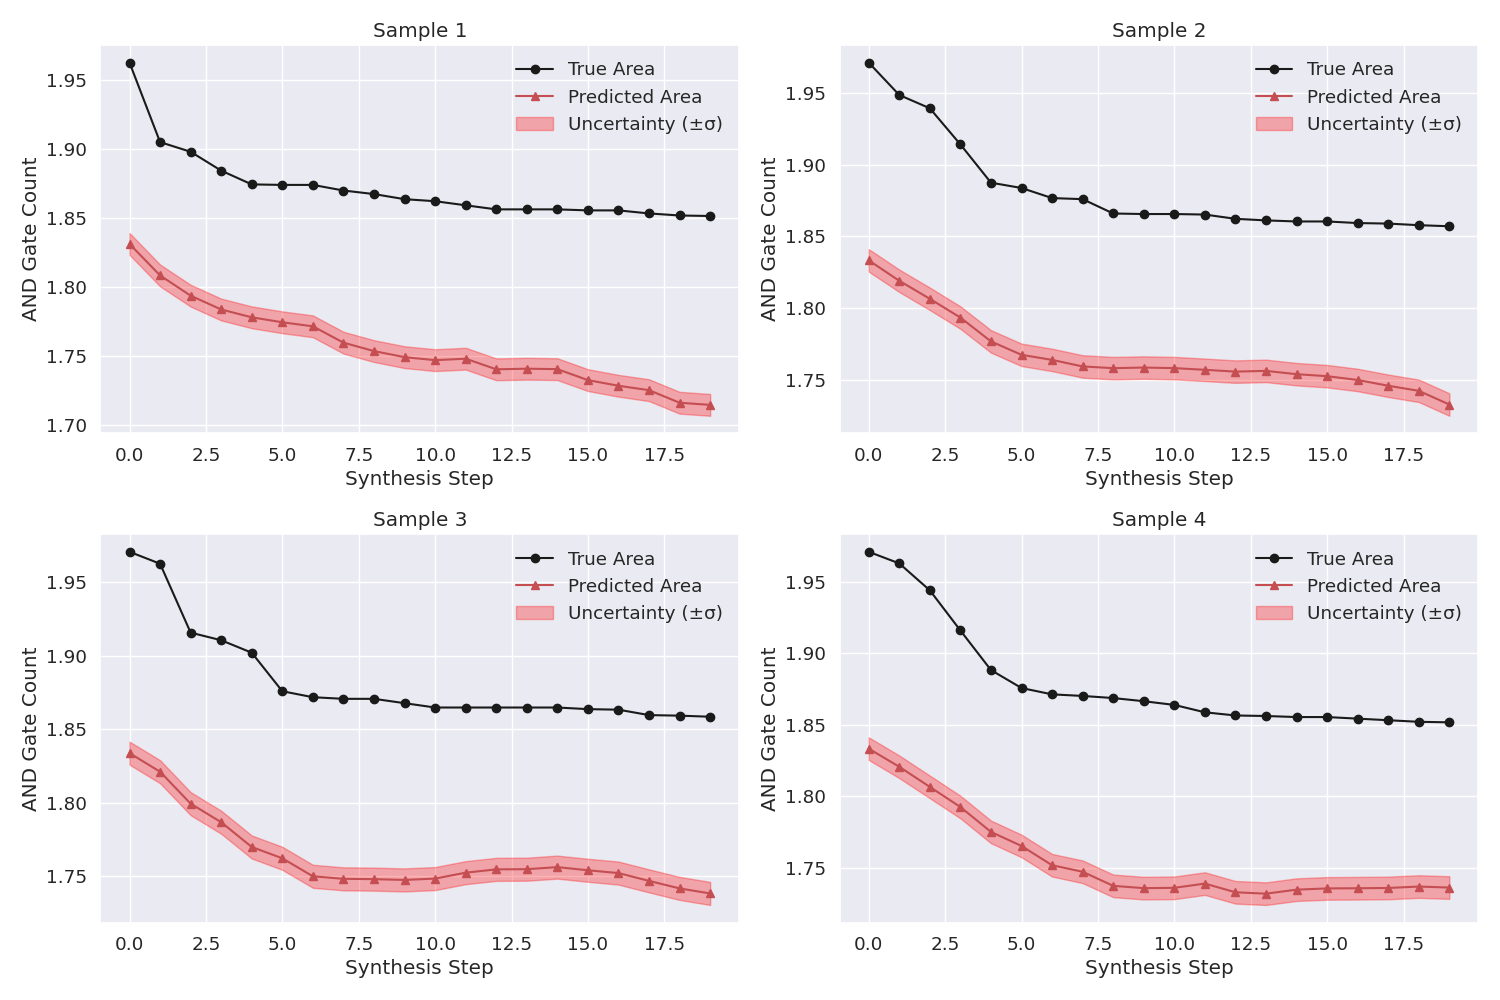 Sample 1
AND Gate Count
1.95
1.90
1.85
1.80
1.75
1.70
True Area
Predicted Area
Uncertainty (±σ)
0.0 2.5 5.0 7.5 10.0 12.5 15.0 17.5
Synthesis Step
Sample 2
AND Gate Count
1.95
1.90
1.85
1.80
1.75
True Area
Predicted Area
Uncertainty (±σ)
0.0 2.5 5.0 7.5 10.0 12.5 15.0 17.5
Synthesis Step
Sample 3
AND Gate Count
1.95
1.90
1.85
1.80
1.75
True Area
Predicted Area
Uncertainty (±σ)
0.0 2.5 5.0 7.5 10.0 12.5 15.0 17.5
Synthesis Step
Sample 4
AND Gate Count
1.95
1.90
1.85
1.80
1.75
True Area
Predicted Area
Uncertainty (±σ)
0.0 2.5 5.0 7.5 10.0 12.5 15.0 17.5
Synthesis Step